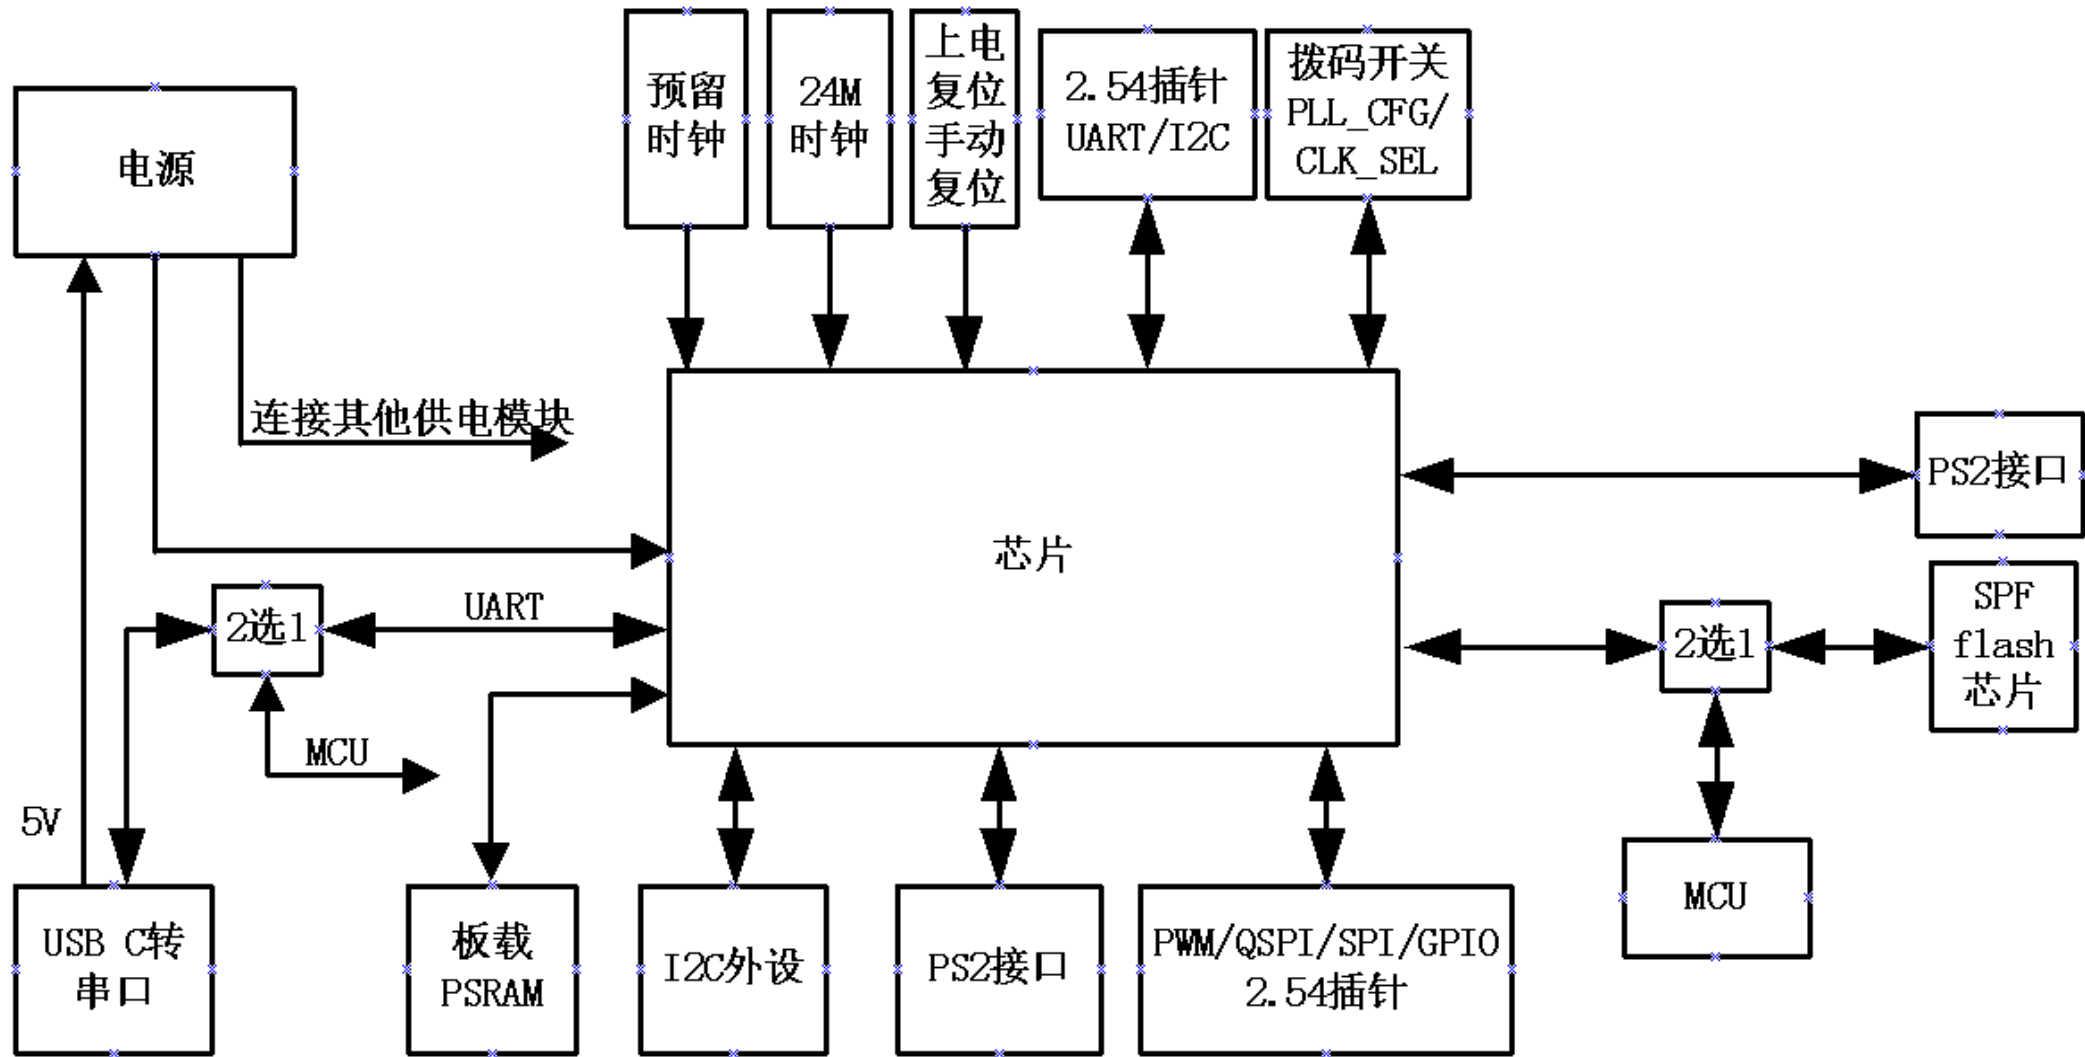 电源
预留
时钟
24M
时钟
上电
复位
手动
复位
2.54插针
UART/I2C
拨码开关
PLL_CFG/
CLK_SEL
连接其他供电模块
芯片
PS2接口
2选1
UART
2选1
SPF
flash
芯片
MCU
5V
USB C转
串口
板载
PSRAM
I2C外设
PS2接口
PWM/QSPI/SPI/GPIO
2.54插针
MCU